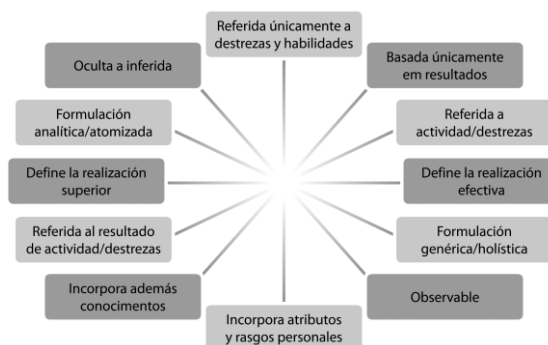 Referida únicamente a
destrezas y habilidades
Oculta a inferida
Basada únicamente
em resultados
Formulación
analítica/atomizada
Referida a
actividad/destrezas
Define la realización
superior
Define la realización
efectiva
Referida al resultado
de actividad/destrezas
Formulación
genérica/holística
Incorpora además
conocimientos
Observable
Incorpora atributos
y rasgos personales